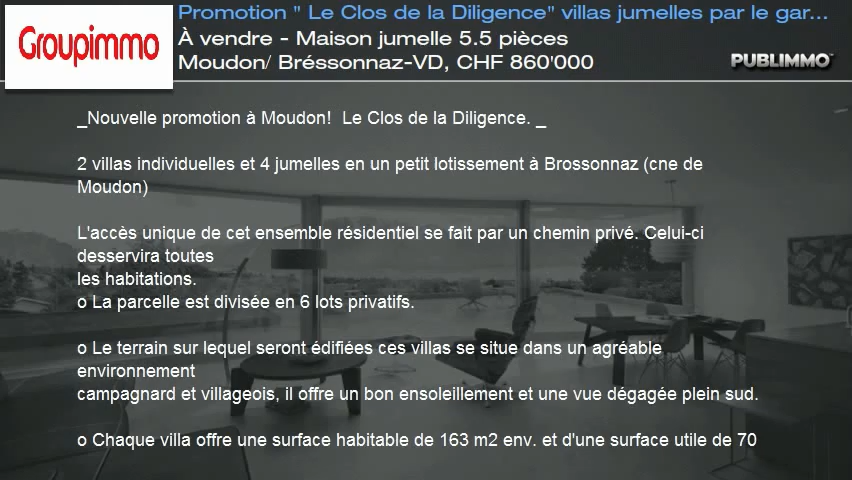 Groupimmo
Promotion " Le Clos de la Diligence" villas jumelles par le gar...
À vendre - Maison jumelle 5.5 pièces
Moudon/ Bréssonnaz-VD, CHF 860'000
PUBLIMMO
_Nouvelle promotion à Moudon!  Le Clos de la Diligence. _
2 villas individuelles et 4 jumelles en un petit lotissement à Brossonnaz (cne de
Moudon)
L'accès unique de cet ensemble résidentiel se fait par un chemin privé. Celui-ci
desservira toutes
les habitations.
o La parcelle est divisée en 6 lots privatifs.
o Le terrain sur lequel seront édifiées ces villas se situe dans un agréable
environnement
campagnard et villageois, il offre un bon ensoleillement et une vue dégagée plein sud.
o Chaque villa offre une surface habitable de 163 m2 env. et d'une surface utile de 70